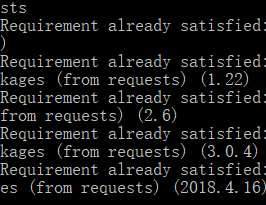 sts
Requirement already satisfied:
)
Requirement already satisfied:
kages (from requests) (1.22)
Requirement already satisfied:
from requests) (2.6)
Requirement already satisfied:
kages (from requests) (3.0.4)
Requirement already satisfied:
es (from requests) (2018.4.16)